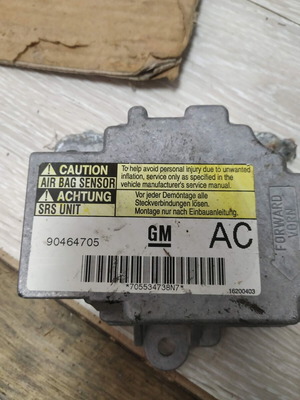 CAUTION
AIR BAG SENSOR
To help avoid personal injury due to unwanted
inflation, service only as specified in the
vehicle manufacturer's service manual.
ACHTUNG
SRS UNIT
Vor jeder Demontage alle
Steckverbindungen lösen.
Montage nur nach Einbauanleitung.
90464705
GM
AC
*705534738N7*
16200403
FORWARD